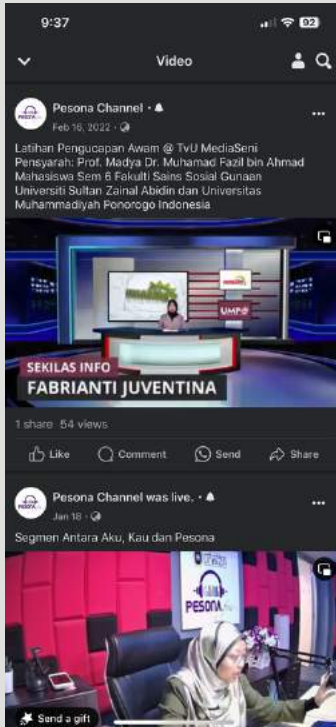 9:37
92
Video
Pesona Channel
Feb 16, 2022
Latihan Pengucapan Awam @ TvU MediaSeni
Pensyarah: Prof. Madya Dr. Muhamad Fazil bin Ahmad
Mahasiswa Sem 6 Fakulti Sains Sosial Gunaan
Universiti Sultan Zainal Abidin dan Universitas
Muhammadiyah Ponorogo Indonesia
UMP
SEKILAS INFO
FABRIANTI JUVENTINA
1 share 54 views
Like Comment Send Share
Pesona Channel was live.
Jan 18
Segmen Antara Aku, Kau dan Pesona
PESONA
Send a gift